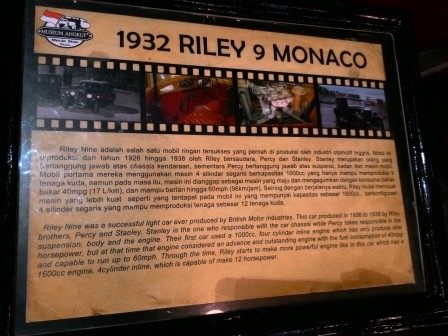 MUSEUM ANGKUT
1932 RILEY 9 MONACO
Riley Nine adalah salah satu mobil ringan tersukses yang pernah di produksi oleh industri otomotif inggris. Mobil ini
diproduksi dari tahun 1926 hingga 1938 oleh Riley bersaudara, Percy dan Stanley. Stanley merupakan orang yang
bertanggung jawab atas chassis kendaraan, sementara Percy bertanggung jawab atas suspensi, badan dan mesin mobil.
Mobil pertama mereka menggunakan mesin 4 silinder segaris berkapasitas 1000cc yang hanya mampu memproduksi 9
tenaga kuda, namun pada masa itu, mesin ini dianggap sebagai mesin yang maju dan mengagumkan dengan konsumsi bahan
bakar 40mpg (17 L/km), dan mampu berlari hingga 60mph (96km/jam). Seiring dengan berjalannya waktu, Riley mulai membuat
mesin yang lebih kuat seperti yang terdapat pada mobil ini yang mempunyai kapasitas sebesar 1600cc, berkonfigurasi
4 silinder segaris yang mampu memproduksi tenaga sebesar 12 tenaga kuda.
Riley Nine was a successful light car ever produced by British Motor industries. This car produced in 1926 to 1938 by Riley
brothers, Percy and Stanley, Stanley is the one who responsible with the car chassis while Percy takes responsible in the
suspension, body and the engine. Their first car used a 1000cc, four cylinder inline engine which has only produce nine
horsepower, but at that time that engine considered an advance and outstanding engine with the fuel consumption of 40mpg
and capable to run up to 60mph. Through the time, Riley starts to make more powerful engine like in this car which has a
1600cc engine, 4cylinder inline, which is capable of make 12 horsepower.